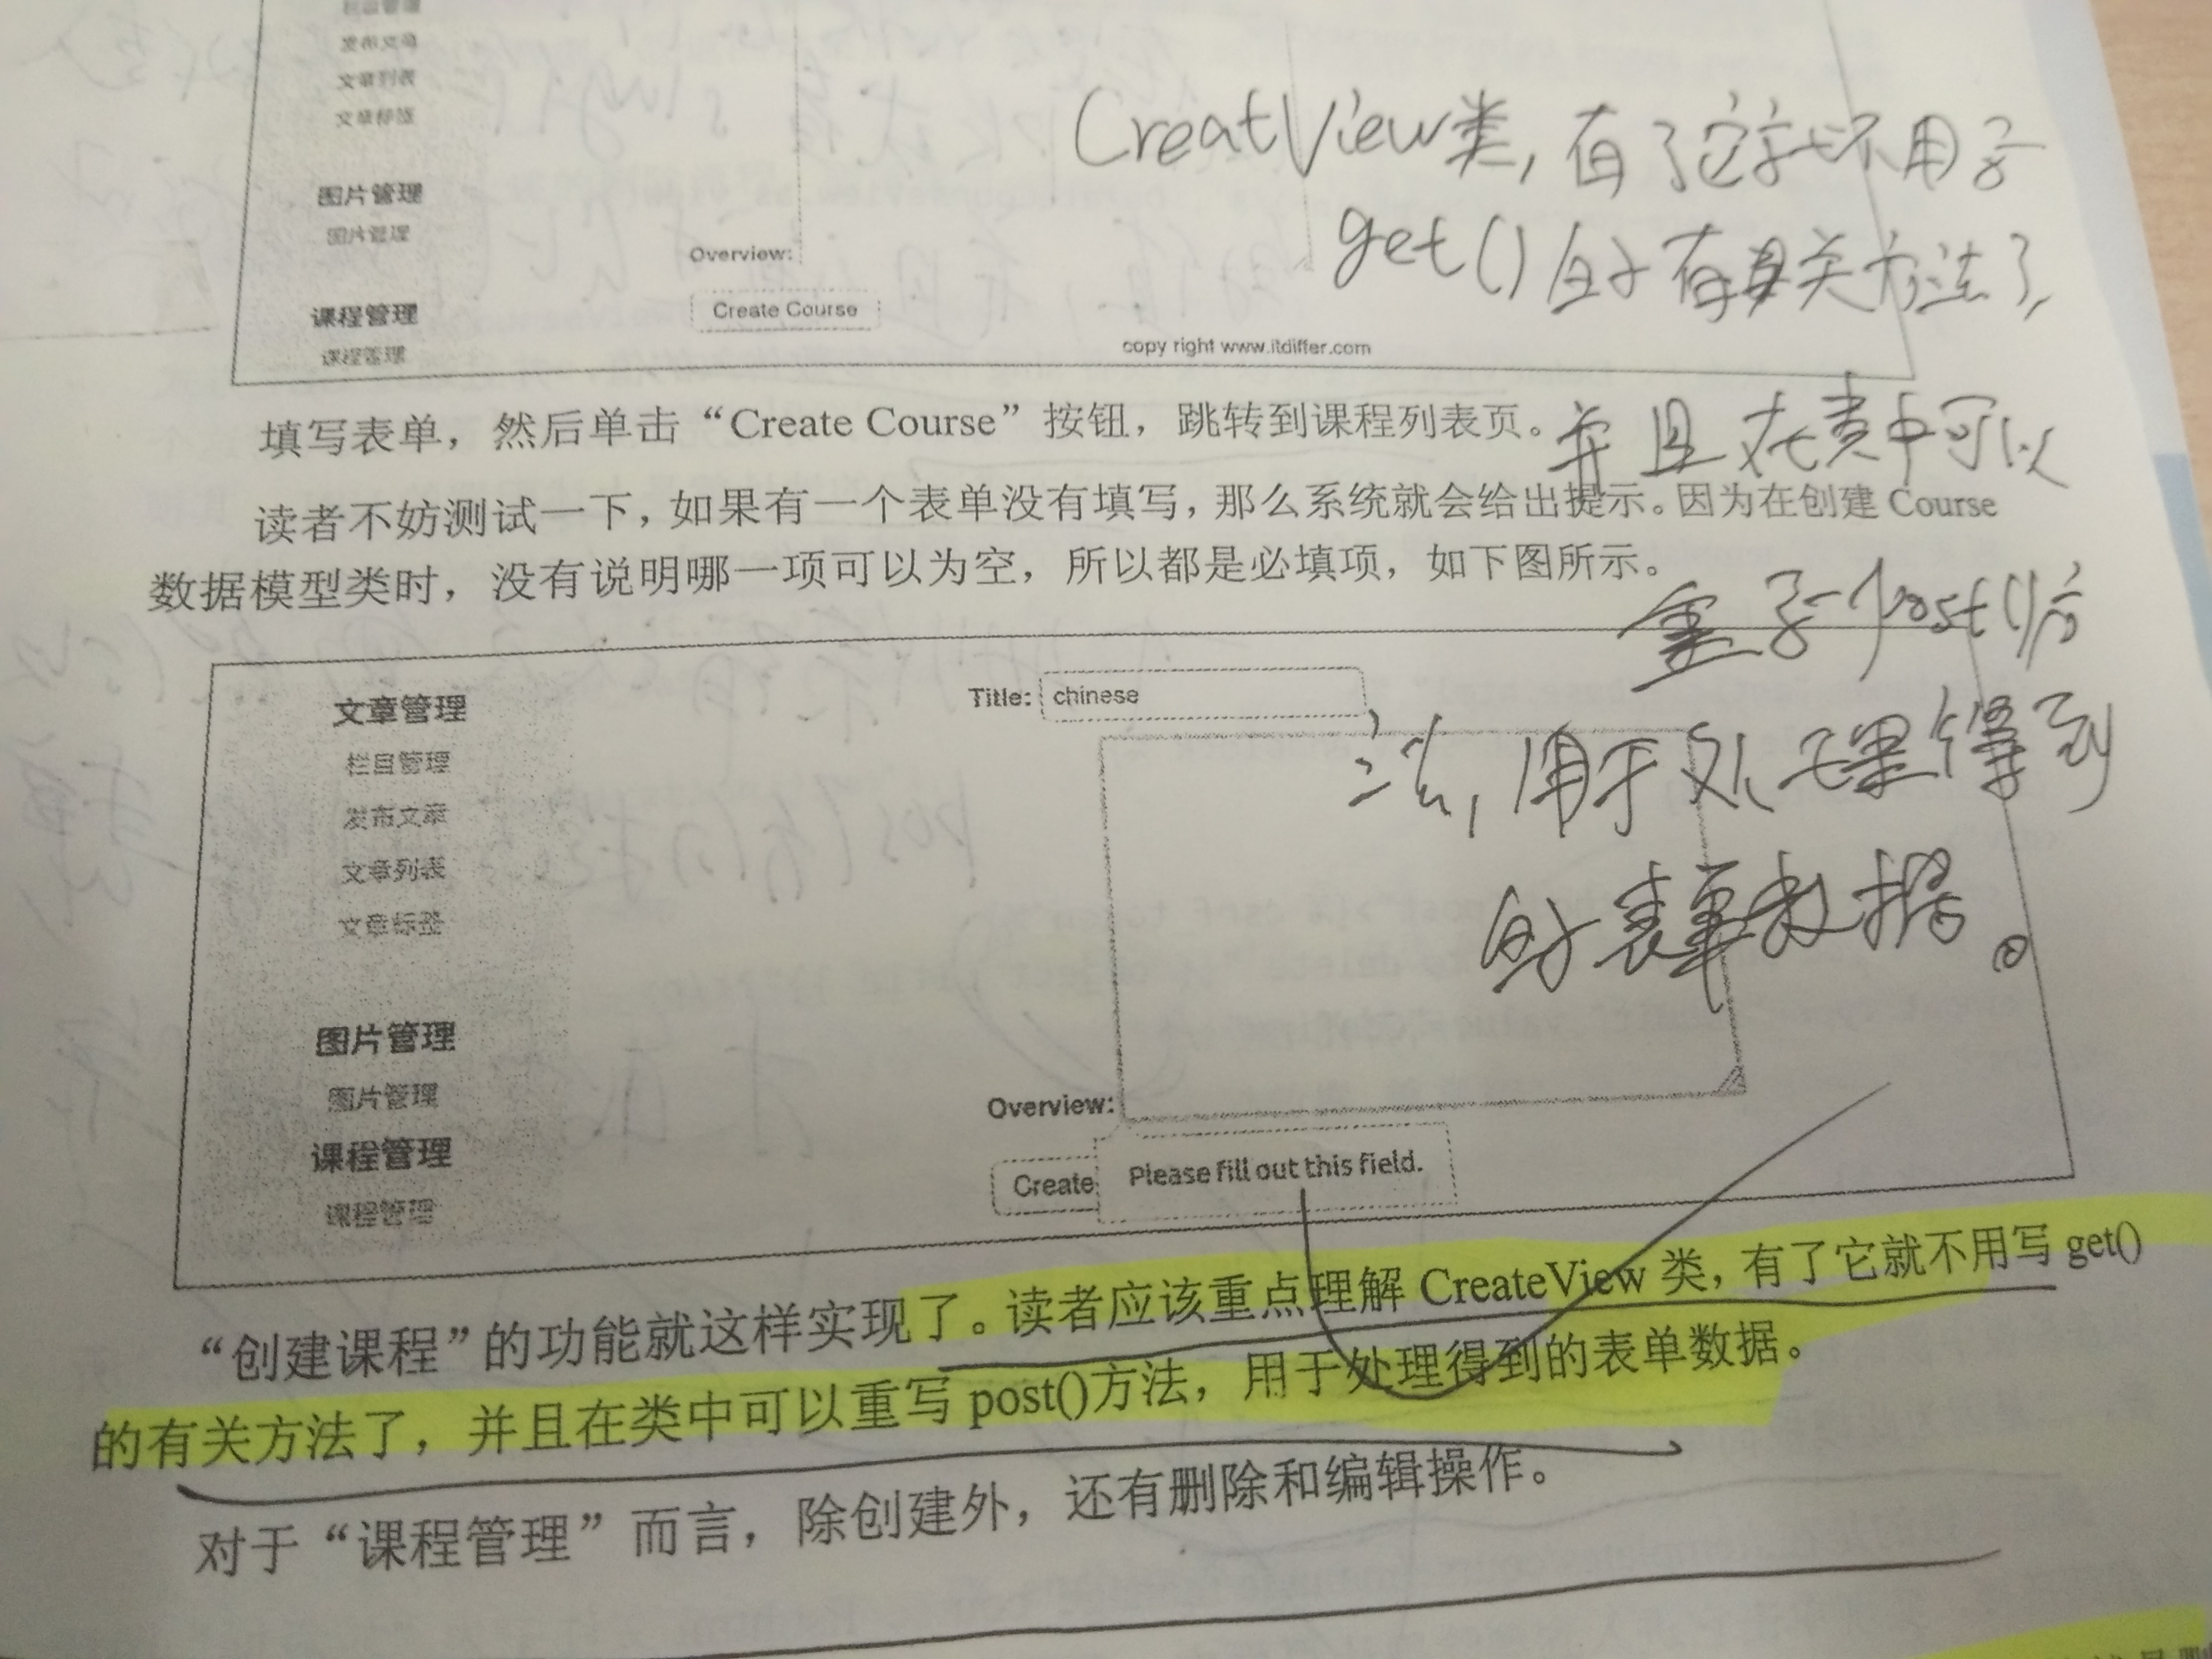 栏目管理
发布文章
文章列表
文章标签
图片管理
图片管理
Overview:
课程管理
Create Course
课程管理
copy right www.itdiffer.com
CreatView类,有了它就不用写
get()的有关方法了,
并且在类中可以
重写post()方
法,用于处理得到
的表单数据。
填写表单，然后单击“Create Course”按钮，跳转到课程列表页。
读者不妨测试一下，如果有一个表单没有填写，那么系统就会给出提示。因为在创建 Course
数据模型类时，没有说明哪一项可以为空，所以都是必填项，如下图所示。
文章管理
Title: chinese
栏目管理
发布文章
文章列表
文章标签
图片管理
图片管理
Overview:
课程管理
Create Please fill out this field.
课程管理
“创建课程”的功能就这样实现了。读者应该重点理解 CreateView 类，有了它就不用写 get()
的有关方法了，并且在类中可以重写 post()方法，用于处理得到的表单数据。
对于“课程管理”而言，除创建外，还有删除和编辑操作。